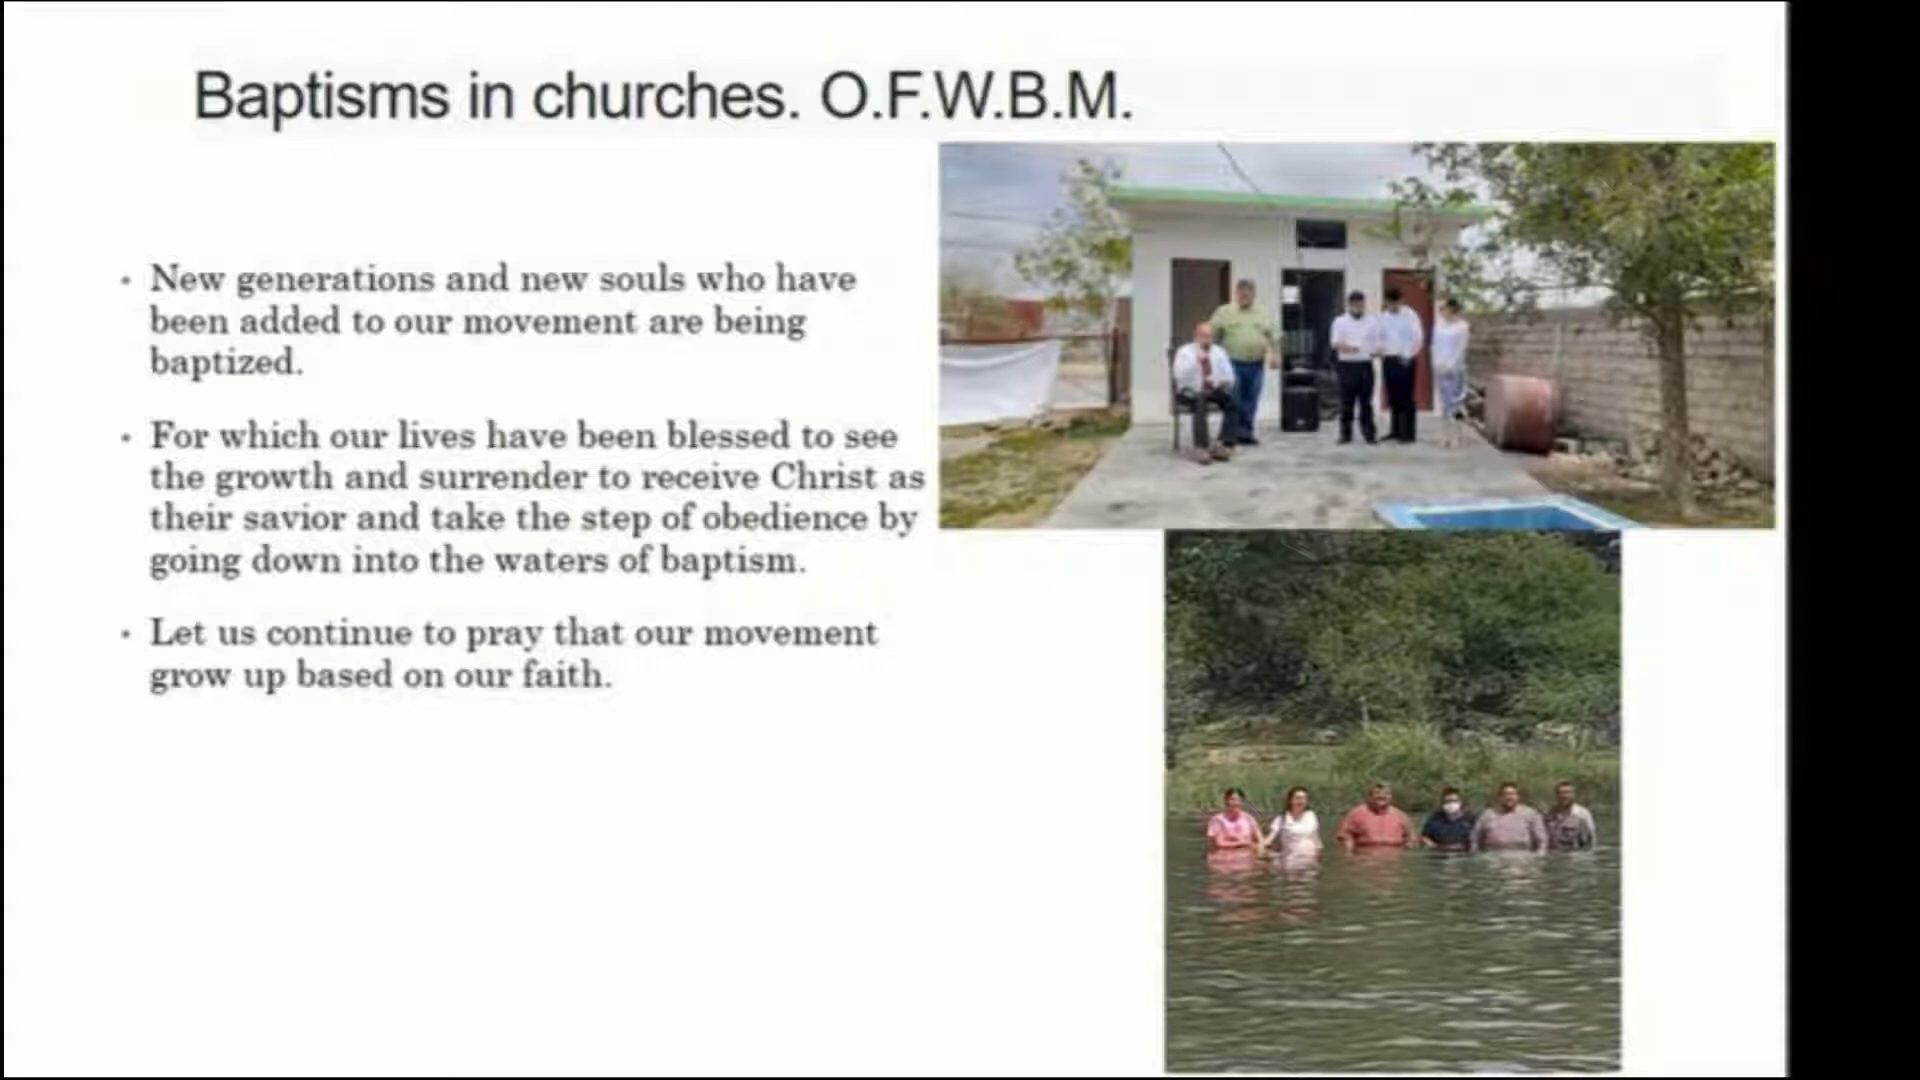 Baptisms in churches. O.F.W.B.M.
• New generations and new souls who have
been added to our movement are being
baptized.
• For which our lives have been blessed to see
the growth and surrender to receive Christ as
their savior and take the step of obedience by
going down into the waters of baptism.
• Let us continue to pray that our movement
grow up based on our faith.